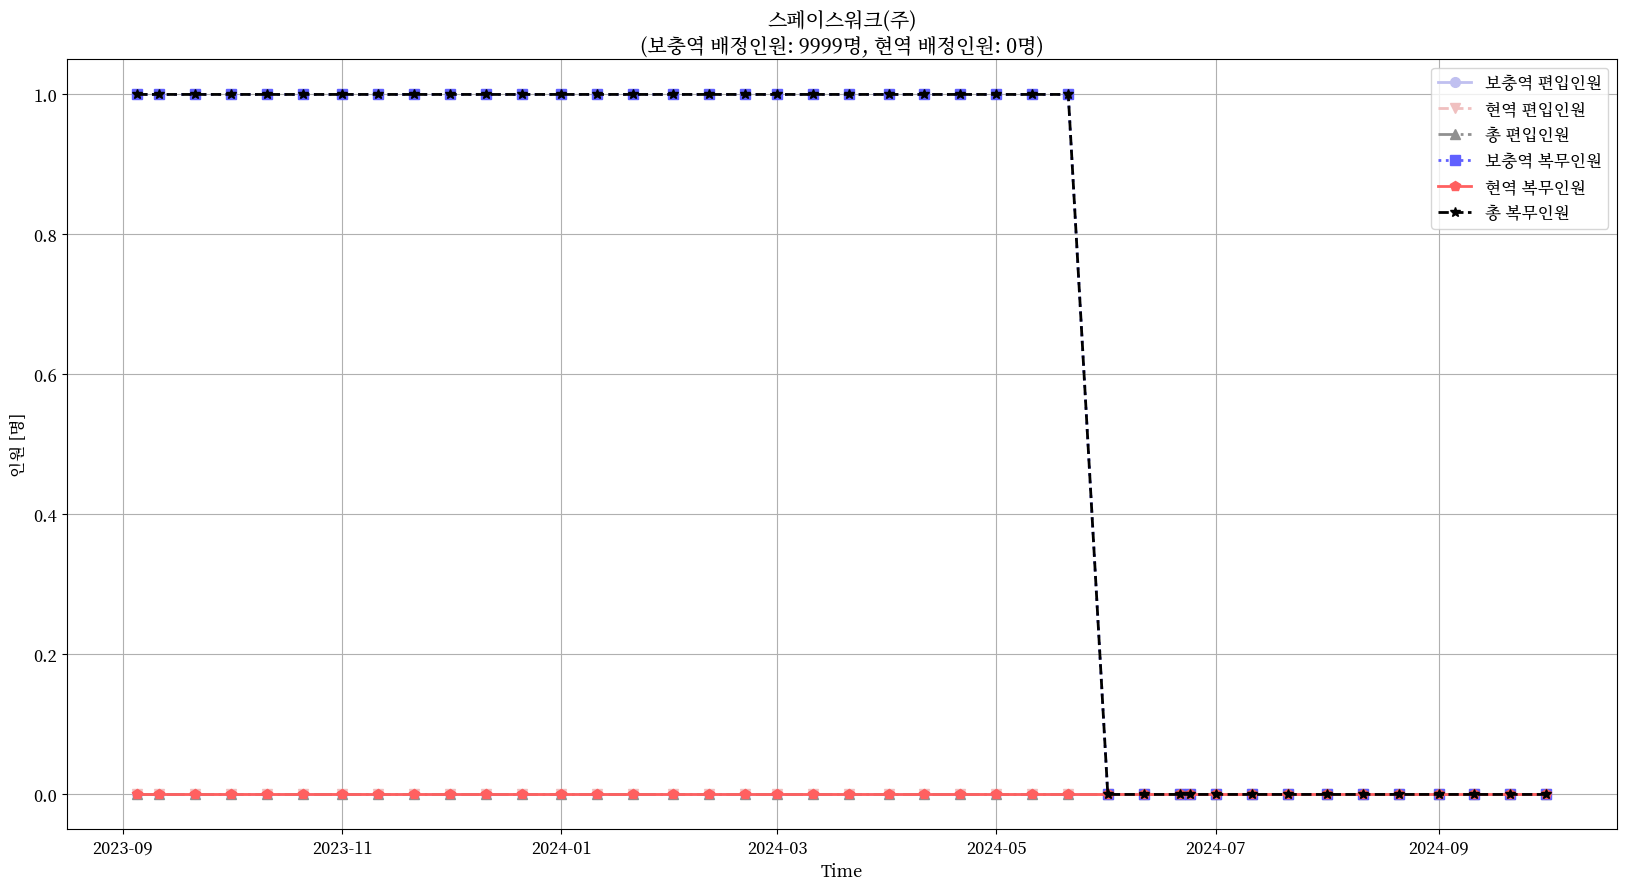 스페이스워크(주)
(보충역 배정인원: 9999명, 현역 배정인원: 0명)
보충역 편입인원
현역 편입인원
총 편입인원
보충역 복무인원
현역 복무인원
총 복무인원
인원 [명]
1.0
0.8
0.6
0.4
0.2
0.0
2023-09 2023-11 2024-01 2024-03 2024-05 2024-07 2024-09
Time